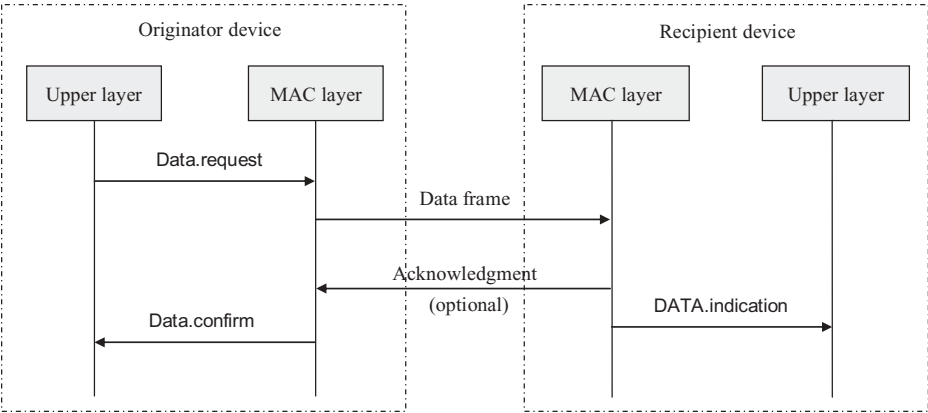 Originator device
Recipient device
Upper layer
MAC layer
MAC layer
Upper layer
Data.request
Data frame
Acknowledgment
(optional)
DATA.indication
Data.confirm